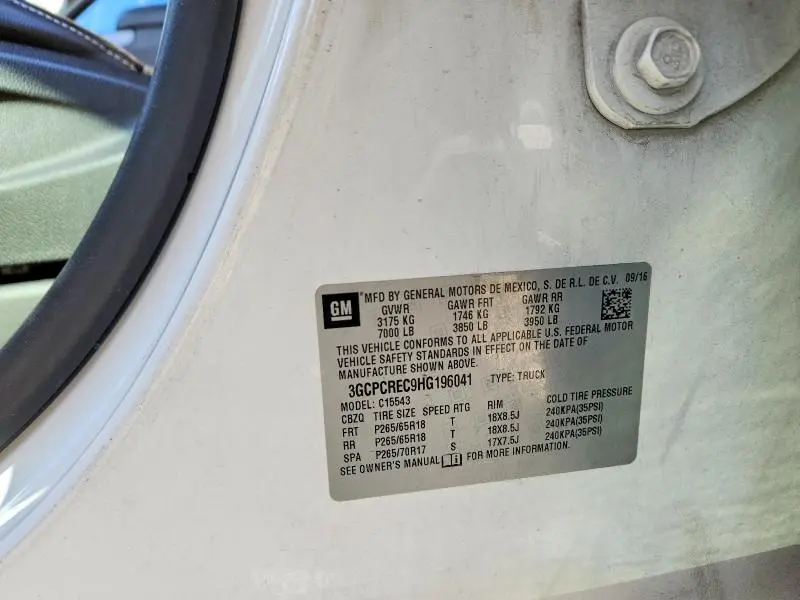 GM MFD BY GENERAL MOTORS DE MEXICO, S. DE R.L. DE C.V. 09/16
GVWR GAWR FRT GAWR RR
3175 KG 1746 KG 1792 KG
7000 LB 3850 LB 3950 LB
THIS VEHICLE CONFORMS TO ALL APPLICABLE U.S. FEDERAL MOTOR
VEHICLE SAFETY STANDARDS IN EFFECT ON THE DATE OF
MANUFACTURE SHOWN ABOVE.
3GCPCREC9HG196041 TYPE: TRUCK
MODEL: C15543
CBZQ TIRE SIZE SPEED RTG RIM COLD TIRE PRESSURE
FRT P265/65R18 T 18X8.5J 240KPA(35PSI)
RR P265/65R18 T 18X8.5J 240KPA(35PSI)
SPA P265/70R17 S 17X7.5J 240KPA(35PSI)
SEE OWNER'S MANUAL FOR MORE INFORMATION.